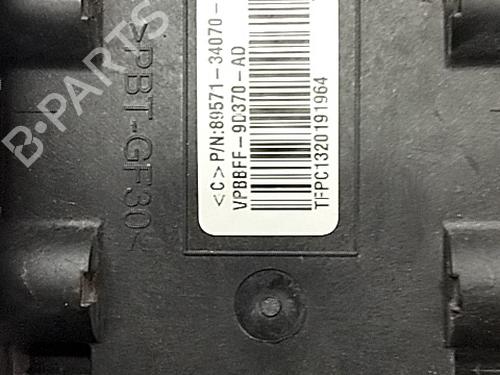 B-PARTS
>PBT-GF30<
<C>P/N:89571-34070-
VPBBFF-9D370-AD
TFPC1320191964